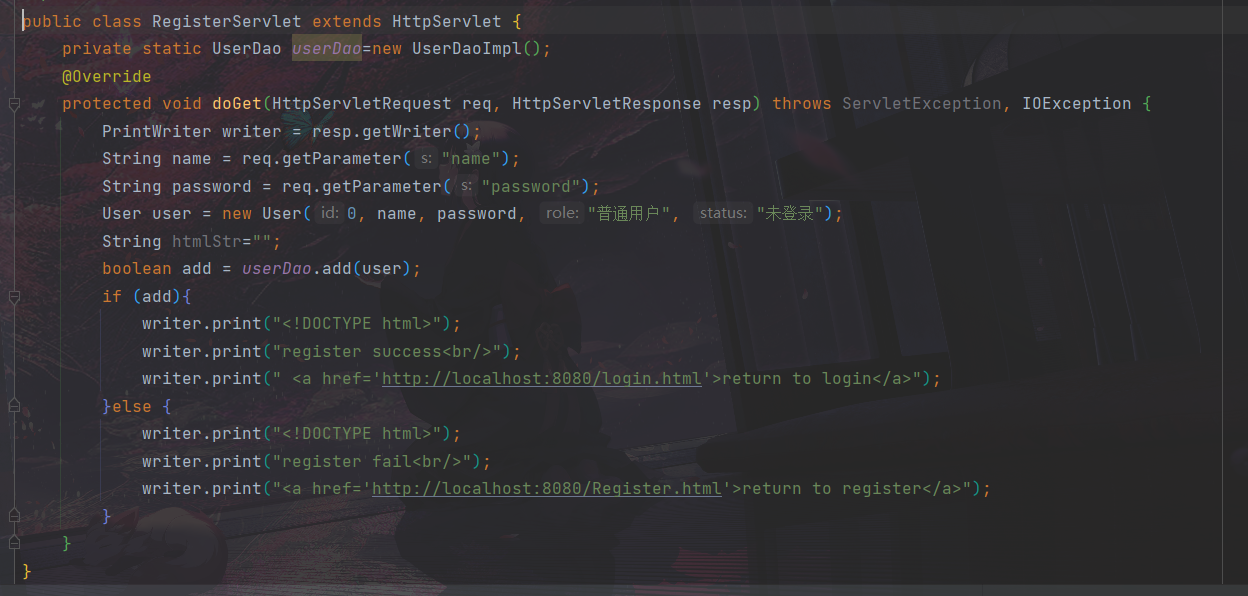 public class RegisterServlet extends HttpServlet {
    private static UserDao userDao=new UserDaoImpl();
    @Override
    protected void doGet(HttpServletRequest req, HttpServletResponse resp) throws ServletException, IOException {
        PrintWriter writer = resp.getWriter();
        String name = req.getParameter( s: "name");
        String password = req.getParameter( s: "password");
        User user = new User( id: 0, name, password, role: "普通用户", status: "未登录");
        String htmlStr="";
        boolean add = userDao.add(user);
        if (add){
            writer.print("<!DOCTYPE html>");
            writer.print("register success<br/>");
            writer.print(" <a href='http://localhost:8080/login.html'>return to login</a>");
        }else {
            writer.print("<!DOCTYPE html>");
            writer.print("register fail<br/>");
            writer.print("<a href='http://localhost:8080/Register.html'>return to register</a>");
        }
    }
}